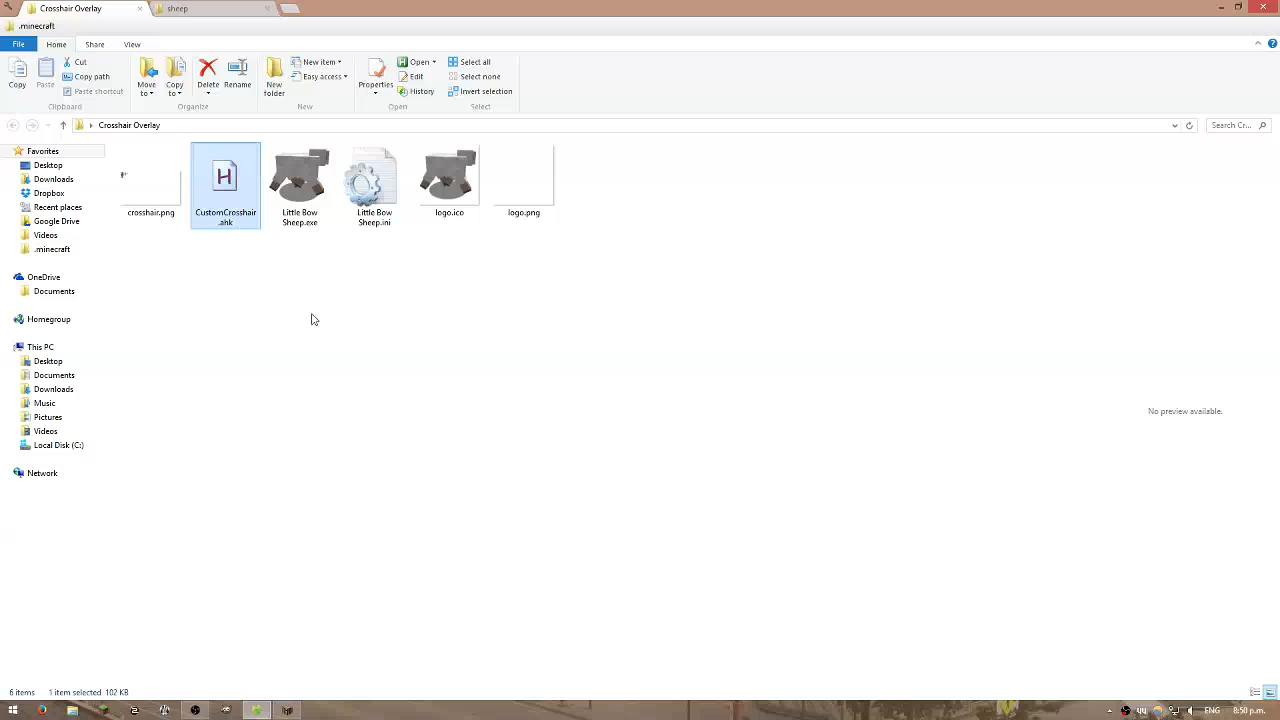 Crosshair Overlay
sheep
.minecraft
File Home Share View
Copy
Paste
Cut
Copy path
Paste shortcut
Clipboard
Move to
Copy to
Delete
Rename
Organize
New folder
New item
Easy access
New
Properties
Open
Edit
History
Open
Select all
Select none
Invert selection
Select
Crosshair Overlay
Search Cr...
Favorites
Desktop
Downloads
Dropbox
Recent places
Google Drive
Videos
.minecraft
OneDrive
Documents
Homegroup
This PC
Desktop
Documents
Downloads
Music
Pictures
Videos
Local Disk (C:)
Network
crosshair.png
CustomCrosshair
.ahk
Little Bow
Sheep.exe
Little Bow
Sheep.ini
logo.ico
logo.png
No preview available.
6 items 1 item selected 102 KB
ENG 8:50 p.m.